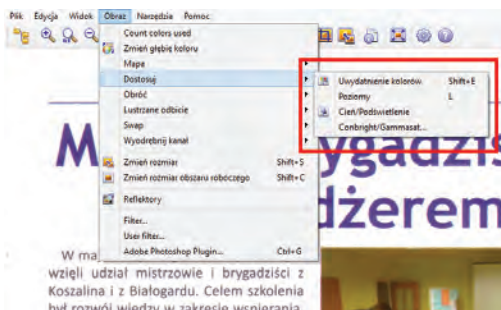 Plik Edycja Widok Obraz Narzędzia Pomoc
Count colors used
Zmień głębię koloru
Mape
Dostosuj
Obróć
Lustrzane odbicie
Swap
Wyodrębnij kanał
Zmień rozmiar Shift+S
Zmień rozmiar obszaru roboczego Shift+C
Reflektory
Filter...
User filter...
Adobe Photoshop Plugin... Ctrl+G
Uwydatnienie kolorów Shift+E
Poziomy L
Cień/Podświetlenie
Conbright/Gammasat...
M ygadziś
dżerem
W ma
wzięli udział mistrzowie i brygadziści z
Koszalina i z Białogardu. Celem szkolenia
był rozwój wiedzy w zakresie wspierania